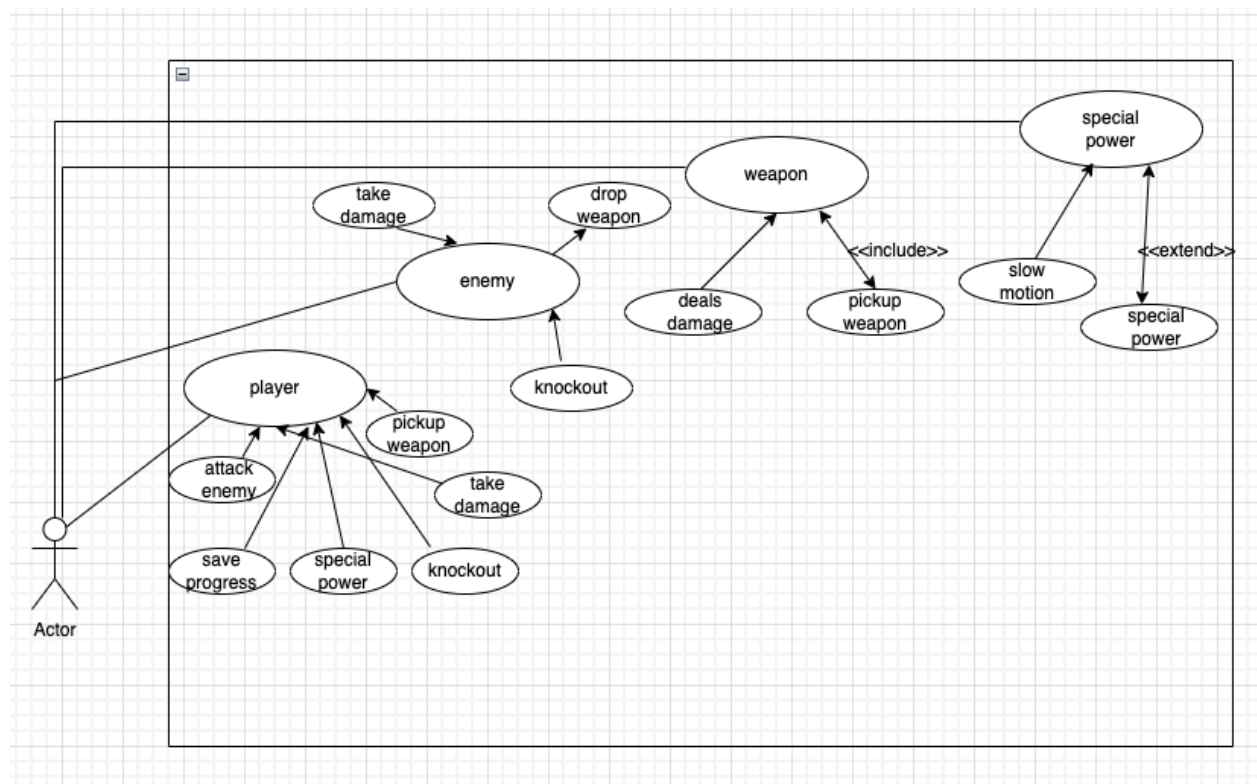 special
power
weapon
take
damage
drop
weapon
enemy
<<include>>
<<extend>>
slow
motion
deals
damage
pickup
weapon
special
power
player
knockout
pickup
weapon
attack
enemy
take
damage
save
progress
special
power
knockout
Actor